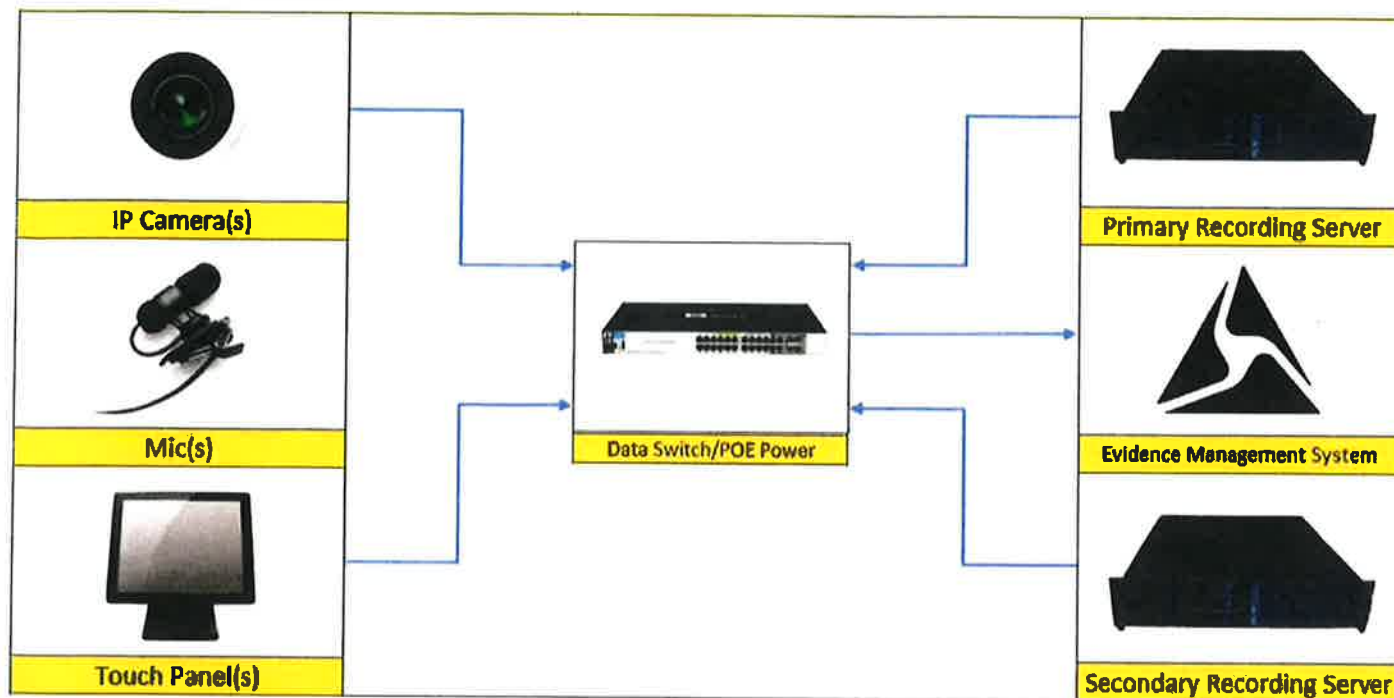 IP Camera(s)
Mic(s)
Touch Panel(s)
Data Switch/POE Power
Primary Recording Server
Evidence Management System
Secondary Recording Server